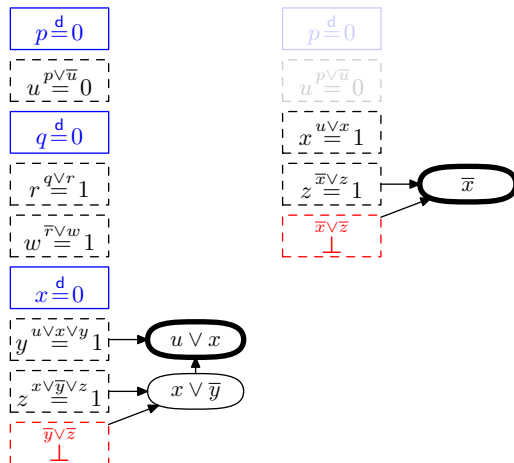 p =ᵈ 0
u =^{p∨u̅} 0
q =ᵈ 0
r =^{q∨r} 1
w =^{r̅∨w} 1
x =ᵈ 0
y =^{u∨x∨y} 1
u ∨ x
z =^{x∨y̅∨z} 1
x ∨ y̅
y̅∨z̅
⊥
p =ᵈ 0
u =^{p∨u̅} 0
x =^{u∨x} 1
z =^{x̅∨z} 1
x̅
x̅∨z̅
⊥